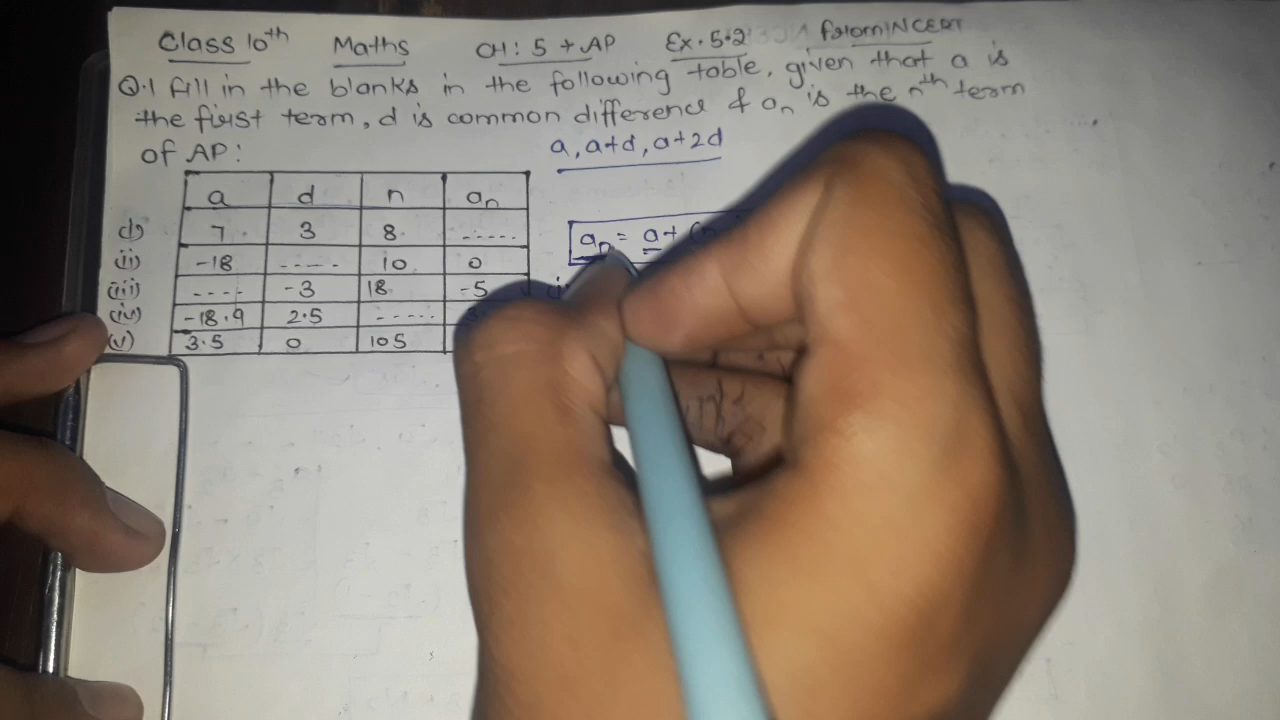 Class 10th Maths CH: 5 + AP Ex. 5.2 from NCERT
Q.1 Fill in the blanks in the following table, given that a is
the first term, d is common difference & an is the nth term
of AP:
a, a+d, a+2d
a d n an
(i) 7 3 8 .....
(ii) -18 ..... 10 0
(iii) .... -3 18 -5
(iv) -18.9 2.5 .....
(v) 3.5 0 105
an = a+